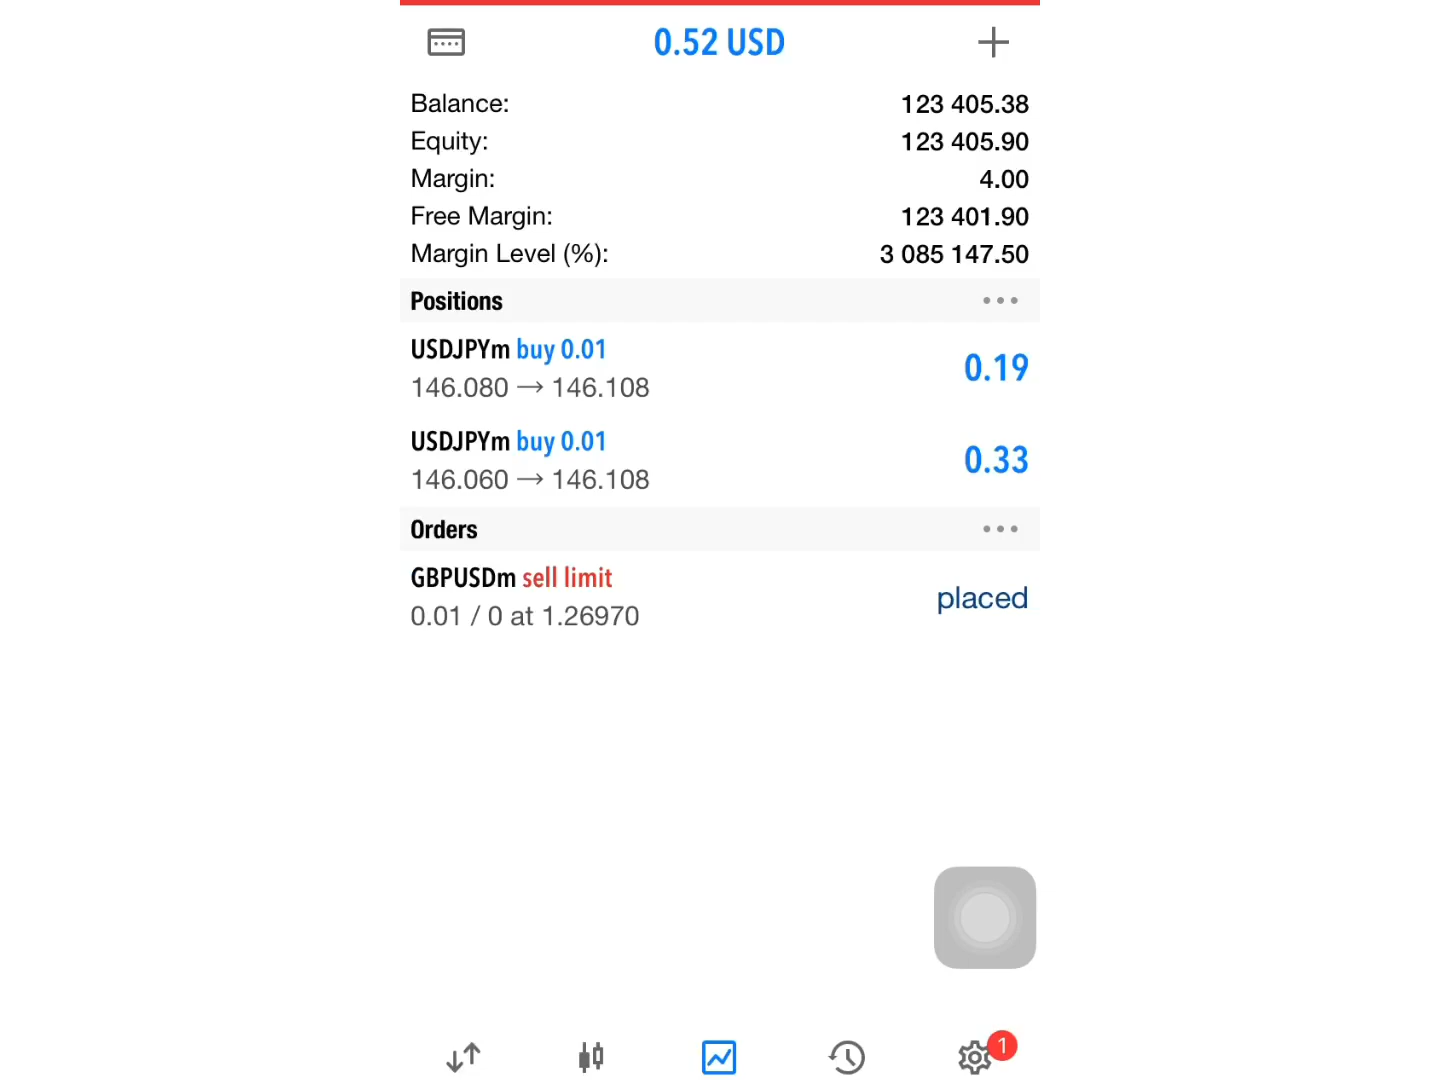 0.52 USD
Balance: 123 405.38
Equity: 123 405.90
Margin: 4.00
Free Margin: 123 401.90
Margin Level (%): 3 085 147.50
Positions
USDJPYm buy 0.01 0.19
146.080 → 146.108
USDJPYm buy 0.01 0.33
146.060 → 146.108
Orders
GBPUSDm sell limit placed
0.01 / 0 at 1.26970
1